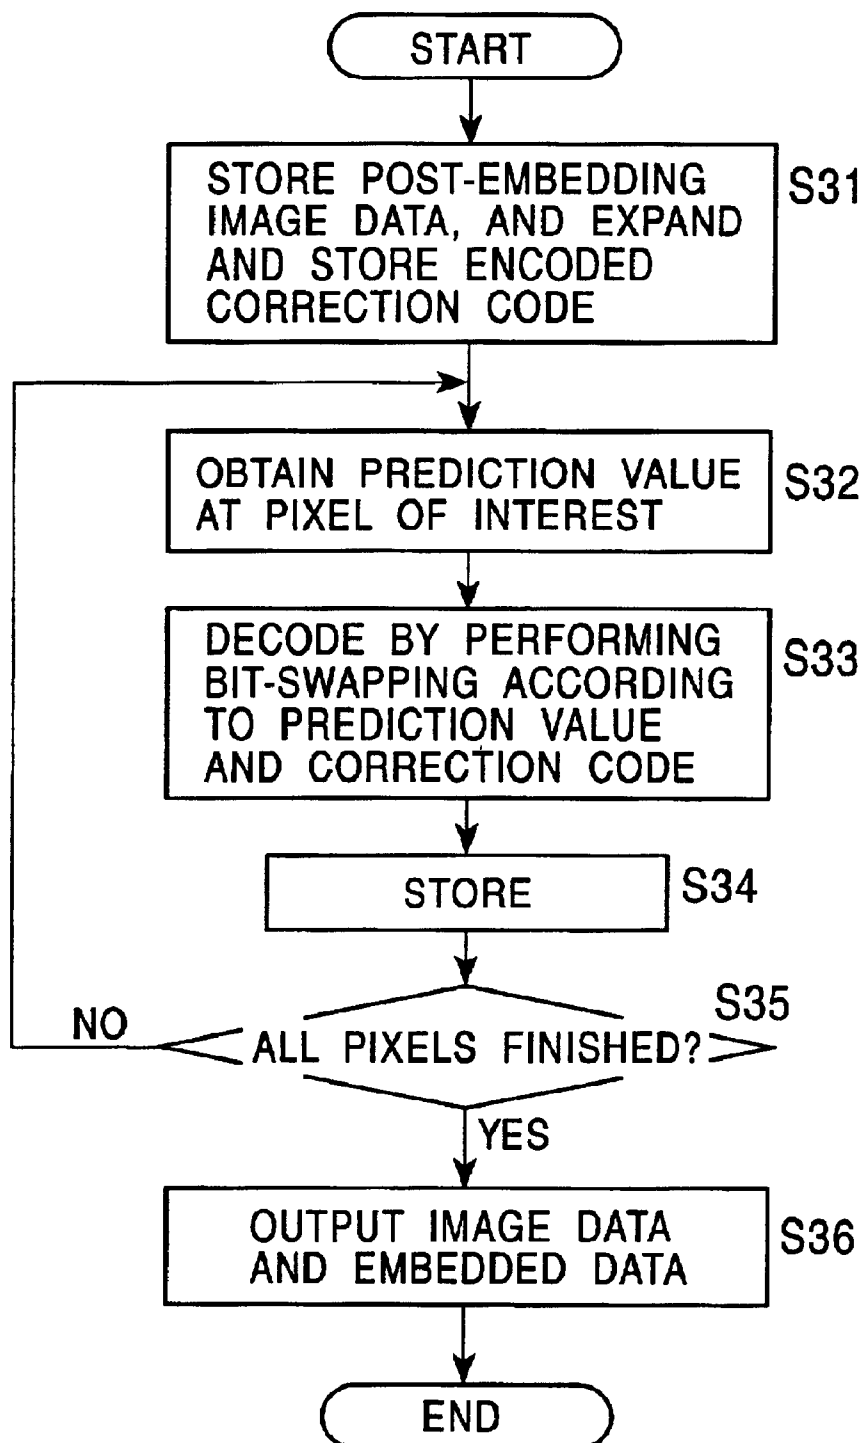 START
STORE POST-EMBEDDING
IMAGE DATA, AND EXPAND
AND STORE ENCODED
CORRECTION CODE
S31
OBTAIN PREDICTION VALUE
AT PIXEL OF INTEREST
S32
DECODE BY PERFORMING
BIT-SWAPPING ACCORDING
TO PREDICTION VALUE
AND CORRECTION CODE
S33
STORE
S34
S35
NO
ALL PIXELS FINISHED?
YES
OUTPUT IMAGE DATA
AND EMBEDDED DATA
S36
END